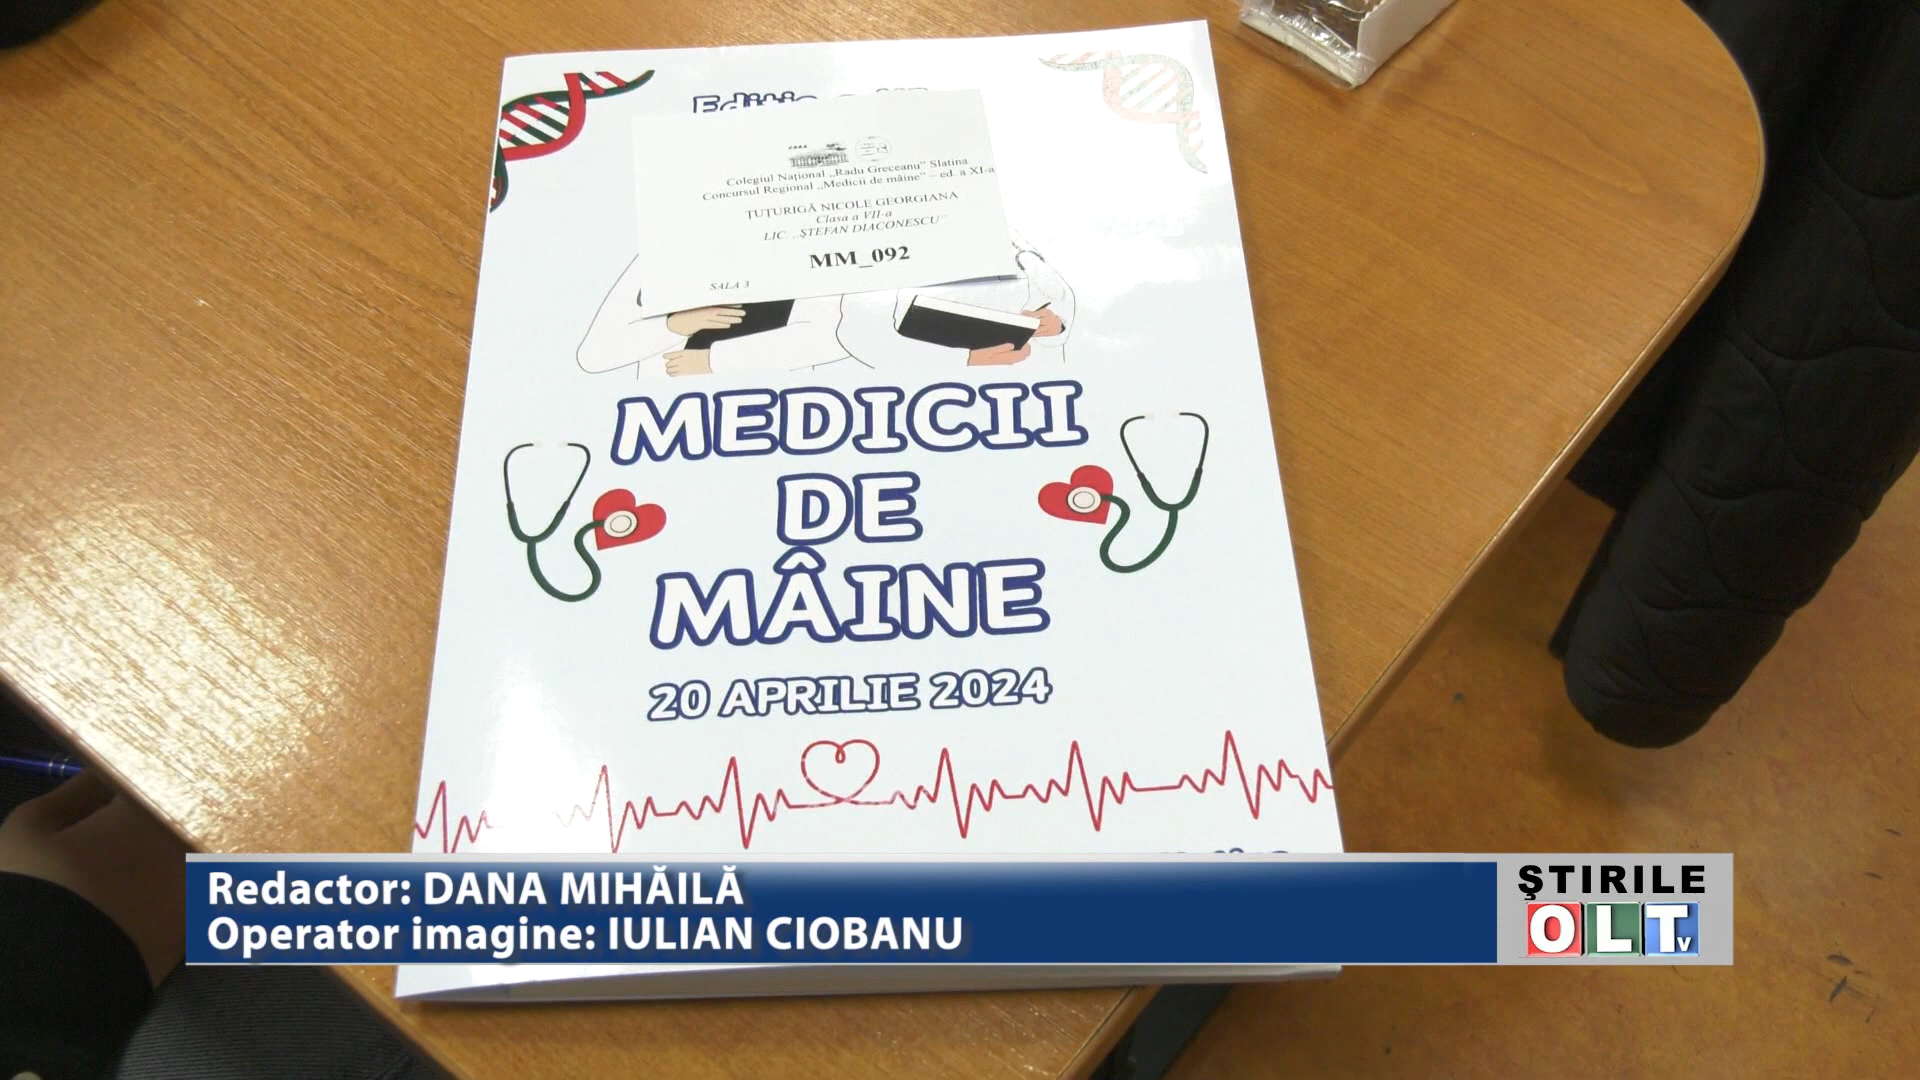 Colegiul Național „Radu Greceanu” Slatina
Concursul Regional „Medicii de mâine” – ed. a XI-a
ȚUȚURIGĂ NICOLE GEORGIANA
Clasa a VII-a
LIC. „ȘTEFAN DIACONESCU”
MM_092
SALA 3
MEDICII
DE
MÂINE
20 APRILIE 2024
Redactor: DANA MIHĂILĂ
Operator imagine: IULIAN CIOBANU
ŞTIRILE
OLTv